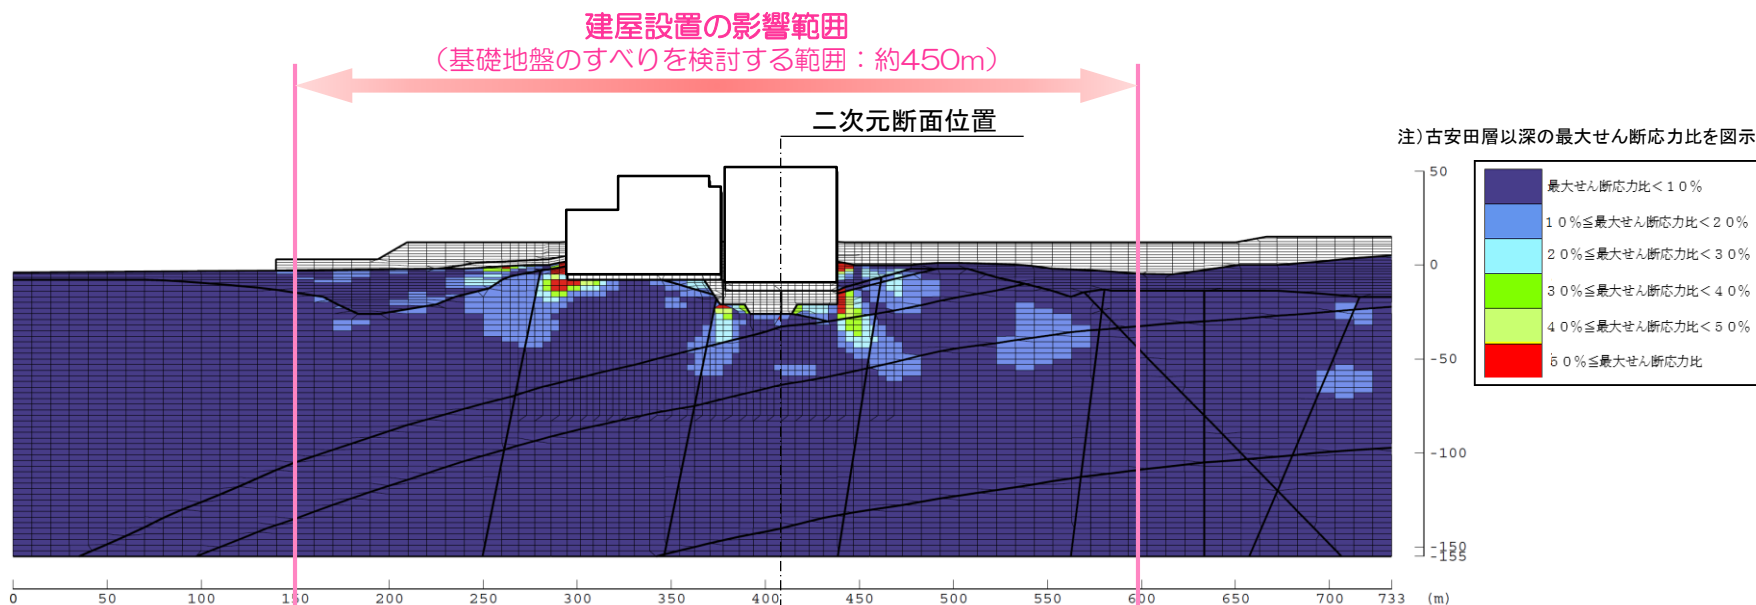 建屋設置の影響範囲
（基礎地盤のすべりを検討する範囲：約450m）
二次元断面位置
注）古安田層以深の最大せん断応力比を図示
50
0
-50
-100
-150
-155
最大せん断応力比＜１０％
１０％≦最大せん断応力比＜２０％
２０％≦最大せん断応力比＜３０％
３０％≦最大せん断応力比＜４０％
４０％≦最大せん断応力比＜５０％
５０％≦最大せん断応力比
0 50 100 150 200 250 300 350 400 450 500 550 600 650 700 733 (m)